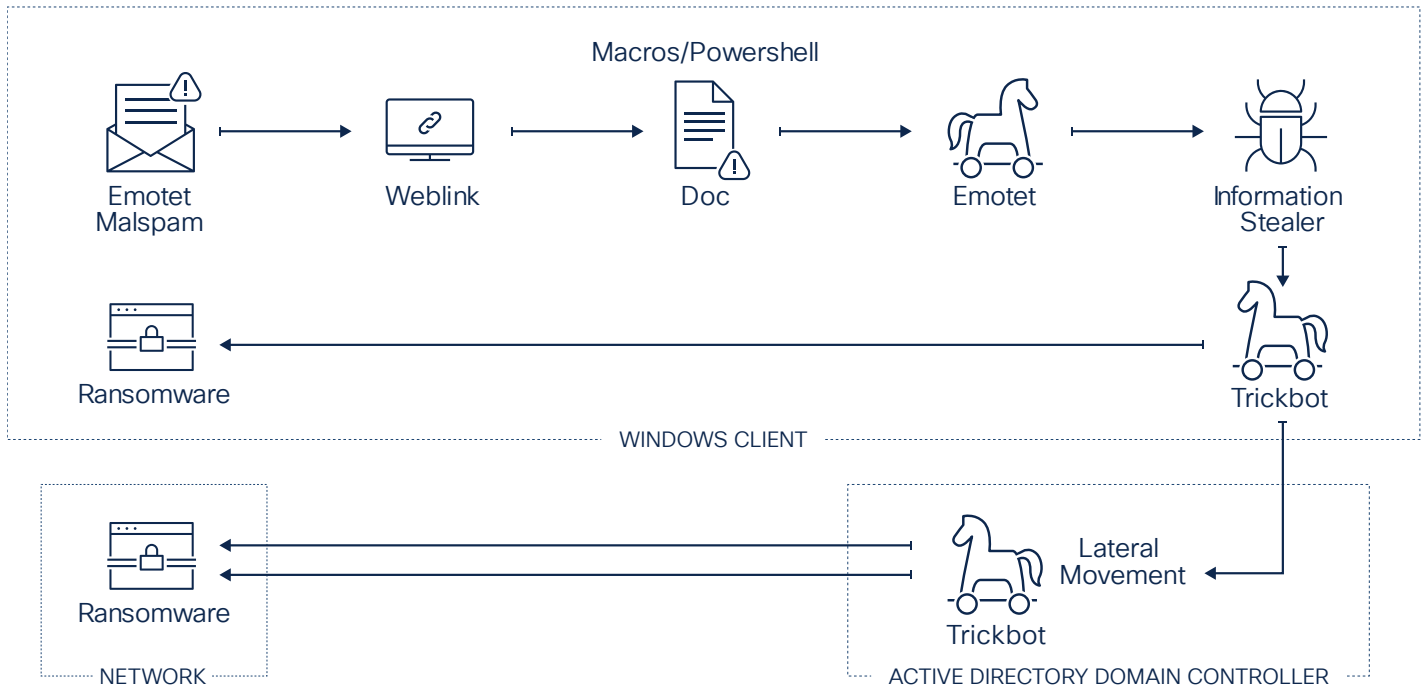 Macros/Powershell
Emotet
Malspam
Weblink
Doc
Emotet
Information
Stealer
Ransomware
Trickbot
WINDOWS CLIENT
Ransomware
NETWORK
Lateral
Movement
Trickbot
ACTIVE DIRECTORY DOMAIN CONTROLLER